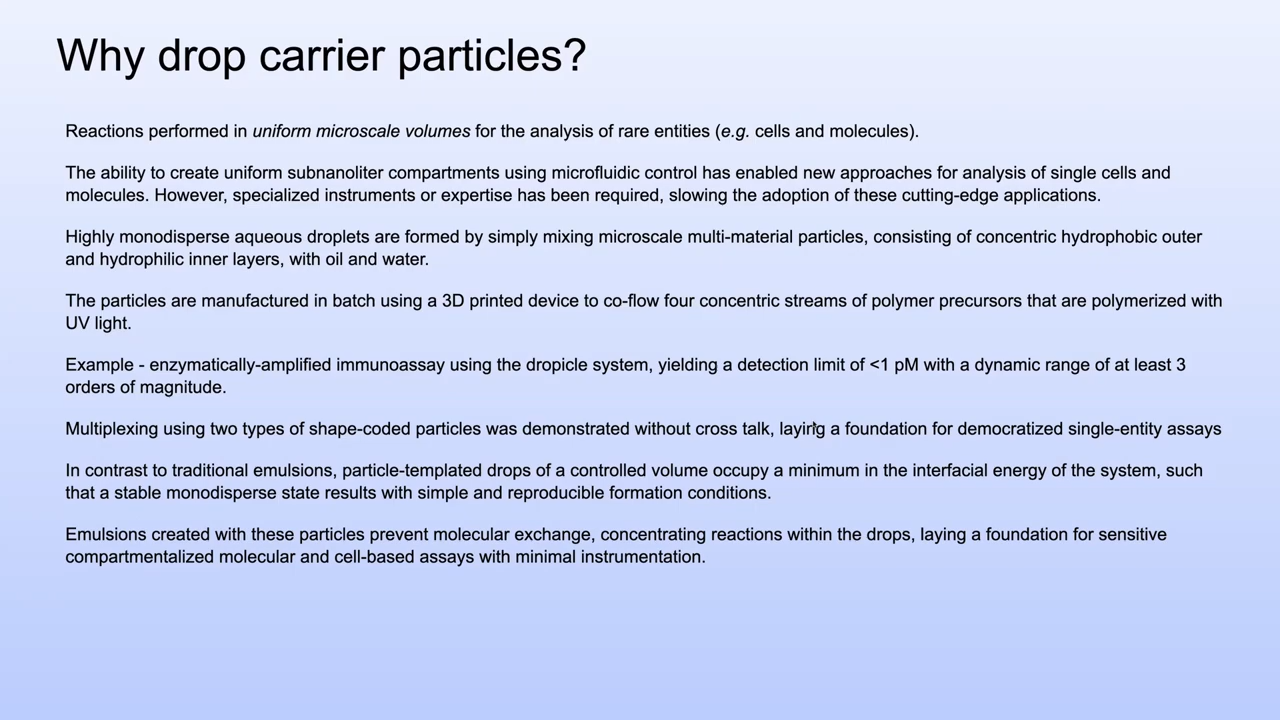 Why drop carrier particles?
Reactions performed in uniform microscale volumes for the analysis of rare entities (e.g. cells and molecules).
The ability to create uniform subnanoliter compartments using microfluidic control has enabled new approaches for analysis of single cells and
molecules. However, specialized instruments or expertise has been required, slowing the adoption of these cutting-edge applications.
Highly monodisperse aqueous droplets are formed by simply mixing microscale multi-material particles, consisting of concentric hydrophobic outer
and hydrophilic inner layers, with oil and water.
The particles are manufactured in batch using a 3D printed device to co-flow four concentric streams of polymer precursors that are polymerized with
UV light.
Example - enzymatically-amplified immunoassay using the dropicle system, yielding a detection limit of <1 pM with a dynamic range of at least 3
orders of magnitude.
Multiplexing using two types of shape-coded particles was demonstrated without cross talk, laying a foundation for democratized single-entity assays
In contrast to traditional emulsions, particle-templated drops of a controlled volume occupy a minimum in the interfacial energy of the system, such
that a stable monodisperse state results with simple and reproducible formation conditions.
Emulsions created with these particles prevent molecular exchange, concentrating reactions within the drops, laying a foundation for sensitive
compartmentalized molecular and cell-based assays with minimal instrumentation.